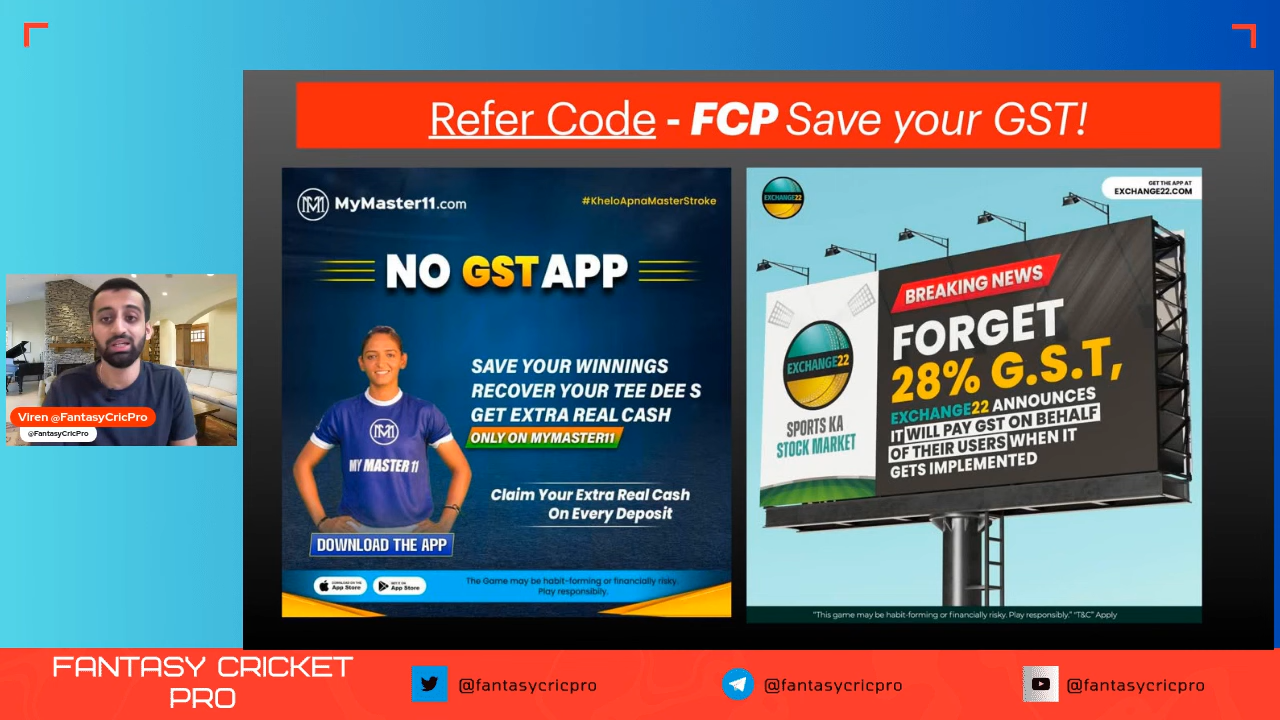 Refer Code - FCP Save your GST!
MyMaster11.com
#KheloApnaMasterStroke
NO GST APP
SAVE YOUR WINNINGS
RECOVER YOUR TEE DEE S
GET EXTRA REAL CASH
ONLY ON MYMASTER11
MY MASTER 11
Claim Your Extra Real Cash
On Every Deposit
DOWNLOAD THE APP
App Store
App Store
The Game may be habit-forming or financially risky.
Play responsibily.
EXCHANGE22
GET THE APP AT
EXCHANGE22.COM
BREAKING NEWS
FORGET
28% G.S.T,
EXCHANGE22 ANNOUNCES
IT WILL PAY GST ON BEHALF
OF THEIR USERS WHEN IT
GETS IMPLEMENTED
EXCHANGE22
SPORTS KA
STOCK MARKET
"This game may be habit-forming or financially risky. Play responsibly." "T&C" Apply
Viren @FantasyCricPro
@FantasyCricPro
FANTASY CRICKET
PRO
@fantasycricpro
@fantasycricpro
@fantasycricpro